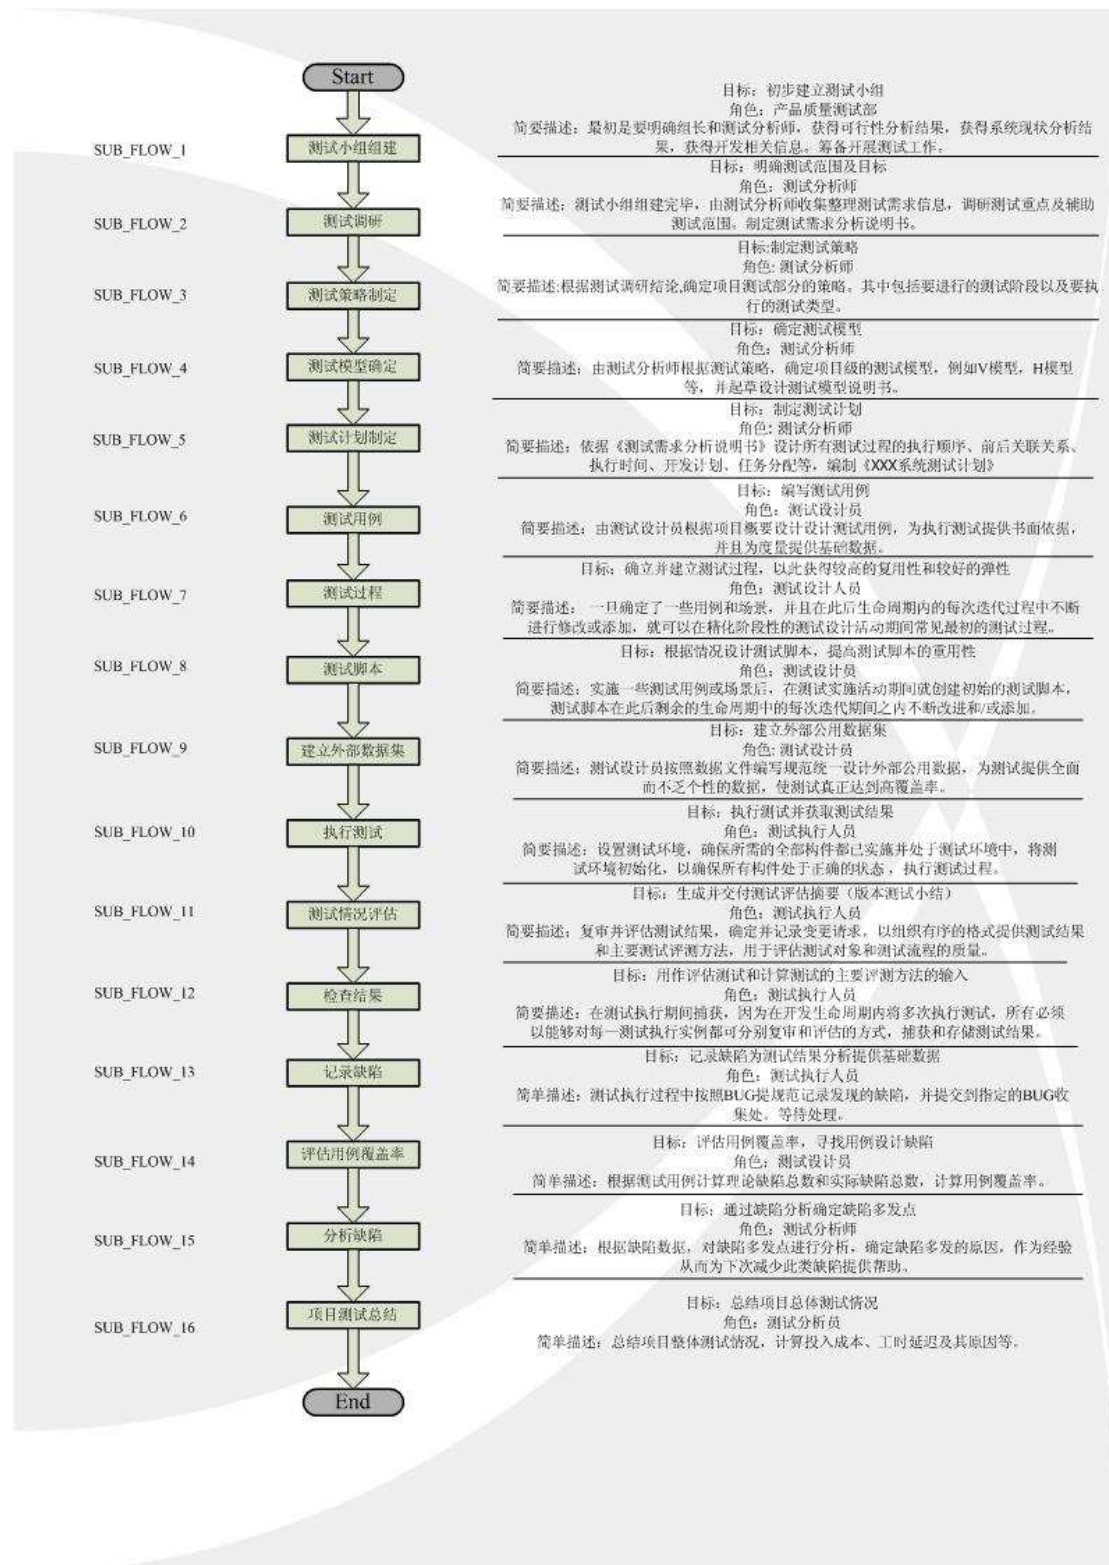 Start
目标：初步建立测试小组
角色：产品质量测试部
简要描述：最初是要明确组长和测试分析师，获得可行性分析结果，获得系统现状分析结
果，获得开发相关信息。筹备开展测试工作。
SUB_FLOW_1
测试小组组建
目标：明确测试范围及目标
角色：测试分析师
简要描述：测试小组组建完毕，由测试分析师收集整理测试需求信息，调研测试重点及辅助
测试范围。制定测试需求分析说明书。
SUB_FLOW_2
测试调研
目标:制定测试策略
角色: 测试分析师
简要描述:根据测试调研结论,确定项目测试部分的策略。其中包括要进行的测试阶段以及要执
行的测试类型。
SUB_FLOW_3
测试策略制定
目标：确定测试模型
角色：测试分析师
简要描述：由测试分析师根据测试策略，确定项目级的测试模型，例如V模型，H模型
等，并起草设计测试模型说明书。
SUB_FLOW_4
测试模型确定
目标：制定测试计划
角色: 测试分析师
简要描述：依据《测试需求分析说明书》设计所有测试过程的执行顺序、前后关联关系、
执行时间、开发计划、任务分配等，编制《XXX系统测试计划》
SUB_FLOW_5
测试计划制定
目标：编写测试用例
角色：测试设计员
简要描述：由测试设计员根据项目概要设计设计测试用例，为执行测试提供书面依据，
并且为度量提供基础数据。
SUB_FLOW_6
测试用例
目标：确立并建立测试过程，以此获得较高的复用性和较好的弹性
角色：测试设计人员
简要描述： 一旦确定了一些用例和场景，并且在此后生命周期内的每次迭代过程中不断
进行修改或添加，就可以在精化阶段性的测试设计活动期间常见最初的测试过程。
SUB_FLOW_7
测试过程
目标：根据情况设计测试脚本，提高测试脚本的重用性
角色：测试设计员
简要描述：实施一些测试用例或场景后，在测试实施活动期间就创建初始的测试脚本，
测试脚本在此后剩余的生命周期中的每次迭代期间之内不断改进和/或添加。
SUB_FLOW_8
测试脚本
目标：建立外部公用数据集
角色: 测试设计员
简要描述：测试设计员按照数据文件编写规范统一设计外部公用数据，为测试提供全面
而不乏个性的数据，使测试真正达到高覆盖率。
SUB_FLOW_9
建立外部数据集
目标：执行测试并获取测试结果
角色：测试执行人员
简要描述：设置测试环境，确保所需的全部构件都已实施并处于测试环境中，将测
试环境初始化，以确保所有构件处于正确的状态，执行测试过程。
SUB_FLOW_10
执行测试
目标：生成并交付测试评估摘要（版本测试小结）
角色：测试执行人员
简要描述：复审并评估测试结果，确定并记录变更请求。以组织有序的格式提供测试结果
和主要测试评测方法，用于评估测试对象和测试流程的质量。
SUB_FLOW_11
测试情况评估
目标：用作评估测试和计算测试的主要评测方法的输入
角色：测试执行人员
简要描述：在测试执行期间捕获，因为在开发生命周期内将多次执行测试，所有必须
以能够对每一测试执行实例都可分别复审和评估的方式，捕获和存储测试结果。
SUB_FLOW_12
检查结果
目标：记录缺陷为测试结果分析提供基础数据
角色：测试执行人员
简单描述：测试执行过程中按照BUG提规范记录发现的缺陷，并提交到指定的BUG收
集处。等待处理。
SUB_FLOW_13
记录缺陷
目标：评估用例覆盖率，寻找用例设计缺陷
角色：测试设计员
简单描述：根据测试用例计算理论缺陷总数和实际缺陷总数，计算用例覆盖率。
SUB_FLOW_14
评估用例覆盖率
目标：通过缺陷分析确定缺陷多发点
角色：测试分析师
简单描述：根据缺陷数据，对缺陷多发点进行分析，确定缺陷多发的原因，作为经验
从而为下次减少此类缺陷提供帮助。
SUB_FLOW_15
分析缺陷
目标：总结项目总体测试情况
角色：测试分析员
简单描述：总结项目整体测试情况，计算投入成本、工时延迟及其原因等。
SUB_FLOW_16
项目测试总结
End